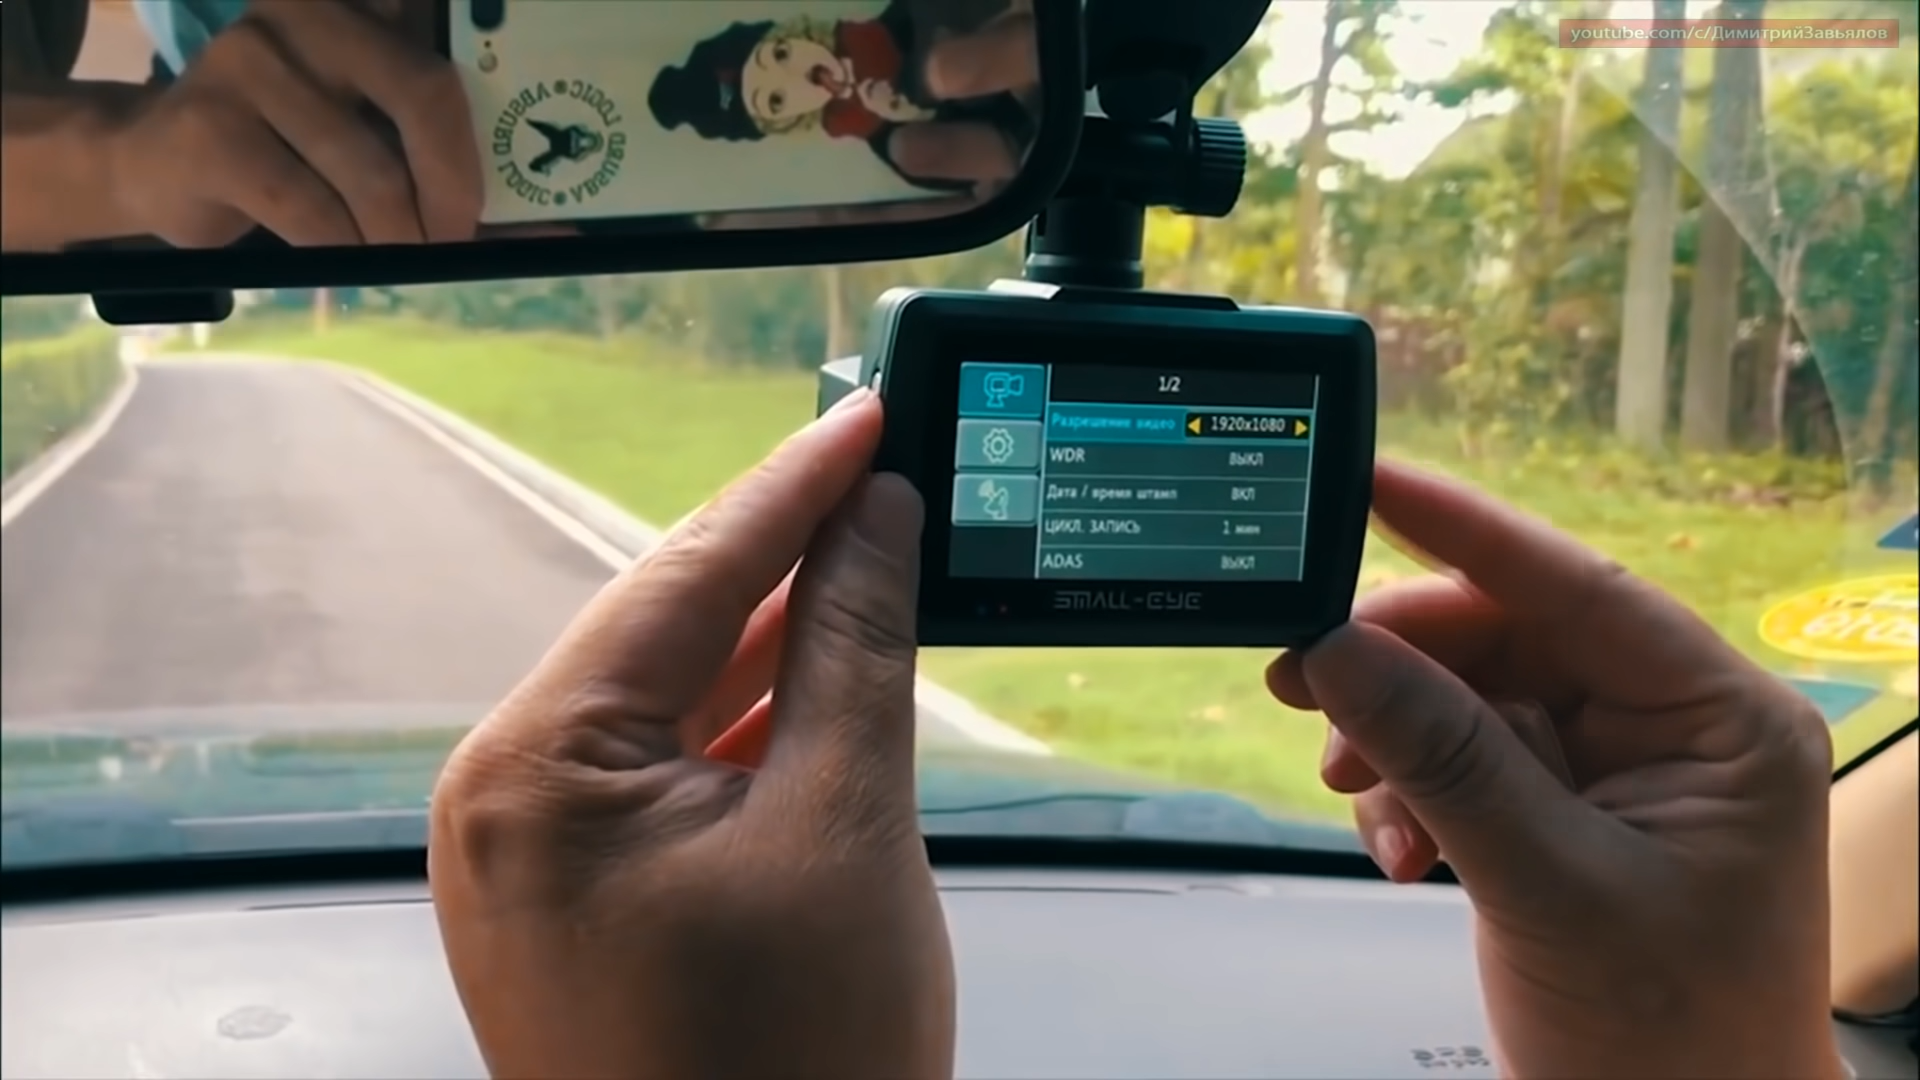 youtube.com/c/ДимитрийЗавьялов
ABSURD LOGIC ABSURD LOGIC
1/2
Разрешение видео 1920x1080
WDR ВЫКЛ
Дата / время штамп ВКЛ
ЦИКЛ. ЗАПИСЬ 1 мин
ADAS ВЫКЛ
SMALL-EYE